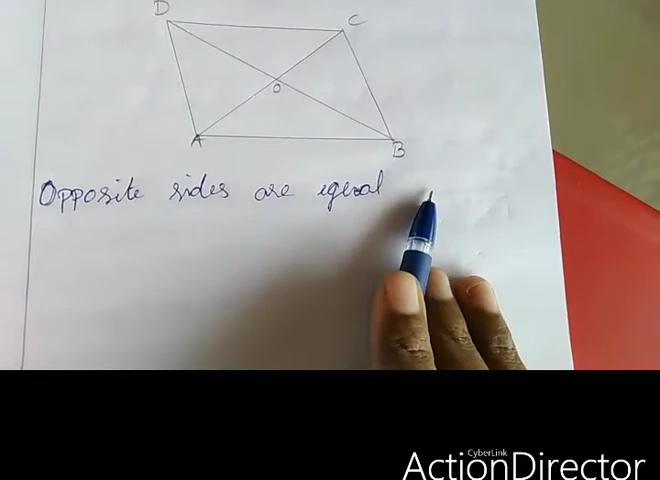 D
C
O
A
B
Opposite sides are equal
CyberLink
ActionDirector